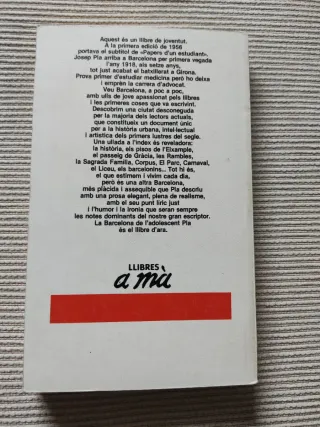 Aquest és un llibre de joventut.
A la primera edició de 1956
portava el subtítol de «Papers d'un estudiant».
Josep Pla arriba a Barcelona per primera vegada
l'any 1918, els setze anys,
tot just acabat el batxillerat a Girona.
Prova primer d'estudiar medicina però ho deixa
i emprèn la carrera d'advocat.
Veu Barcelona, a poc a poc,
amb ulls de jove apassionat pels llibres
i les primeres coses que va escrivint.
Descobrim una ciutat desconeguda
per la majoria dels lectors actuals,
que constitueix un document únic
per a la història urbana, intel·lectual
i artística dels primers lustres del segle.
Una ullada a l'índex és reveladora:
la història, els pisos de l'Eixample,
el passeig de Gràcia, les Rambles,
la Sagrada Família, Corpus, El Parc, Carnaval,
el Liceu, els barcelonins... Tot hi és,
el que estimem i vivim cada dia,
però és una altra Barcelona,
més plàcida i assequible que Pla descriu
amb una prosa elegant, plena de realisme,
amb el seu punt líric just
i l'humor i la ironia que seran sempre
les notes dominants del nostre gran escriptor.
La Barcelona de l'adolescent Pla
és el llibre d'ara.
LLIBRES
a mà